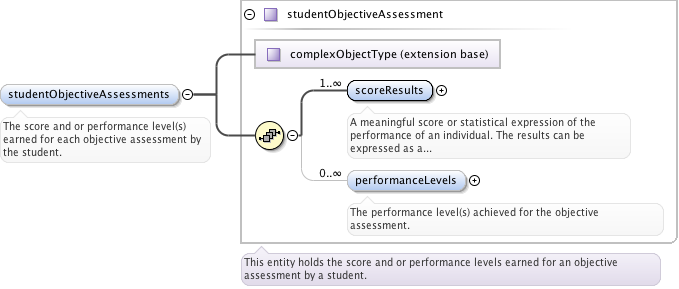 studentObjectiveAssessment
complexObjectType (extension base)
studentObjectiveAssessments
The score and or performance level(s)
earned for each objective assessment by
the student.
1..∞
scoreResults
A meaningful score or statistical expression of the
performance of an individual. The results can be
expressed as a...
0..∞
performanceLevels
The performance level(s) achieved for the objective
assessment.
This entity holds the score and or performance levels earned for an objective
assessment by a student.